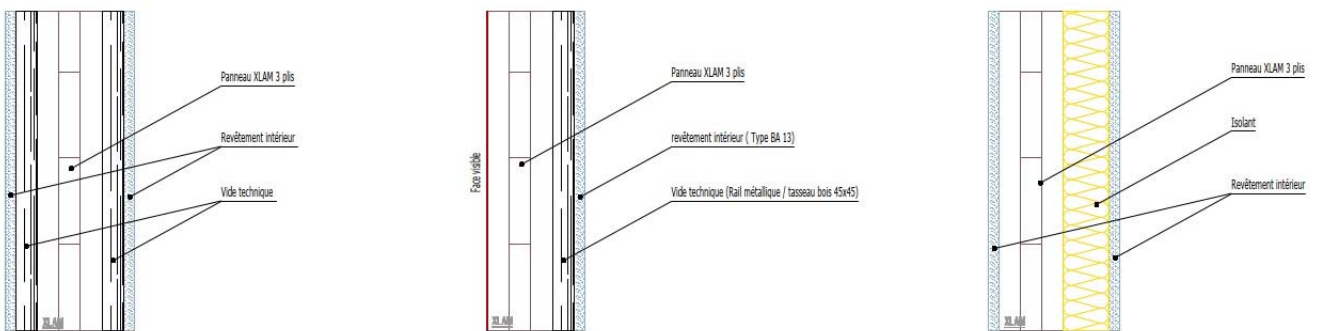 Panneau XLAM 3 plis
Revêtement intérieur
Vide technique
XLAM
Face visible
Panneau XLAM 3 plis
revêtement intérieur ( Type BA 13)
Vide technique (Rail métallique / tasseau bois 45x45)
XLAM
Panneau XLAM 3 plis
Isolant
Revêtement intérieur
XLAM